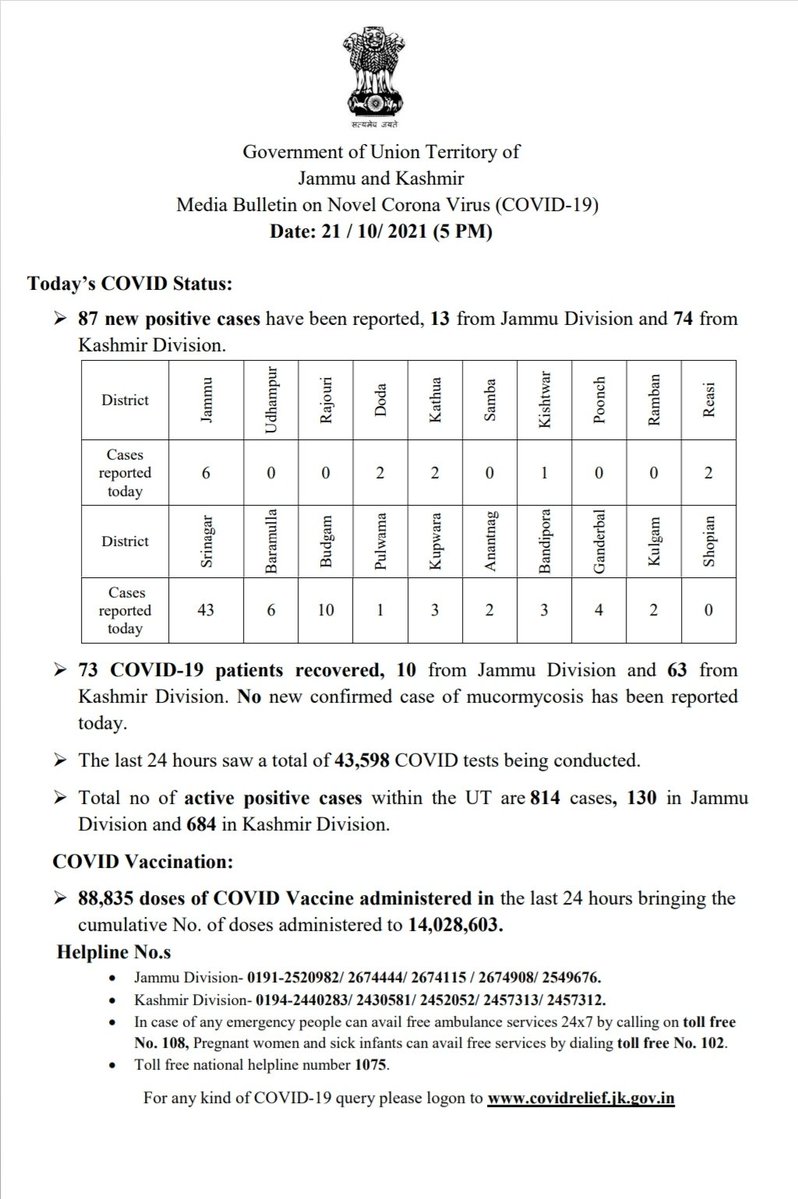 सत्यमेव जयते
Government of Union Territory of
Jammu and Kashmir
Media Bulletin on Novel Corona Virus (COVID-19)
Date: 21 / 10/ 2021 (5 PM)
Today’s COVID Status:
➢ 87 new positive cases have been reported, 13 from Jammu Division and 74 from
Kashmir Division.
District Jammu Udhampur Rajouri Doda Kathua Samba Kishtwar Poonch Ramban Reasi
Cases reported today 6 0 0 2 2 0 1 0 0 2
District Srinagar Baramulla Budgam Pulwama Kupwara Anantnag Bandipora Ganderbal Kulgam Shopian
Cases reported today 43 6 10 1 3 2 3 4 2 0
➢ 73 COVID-19 patients recovered, 10 from Jammu Division and 63 from
Kashmir Division. No new confirmed case of mucormycosis has been reported
today.
➢ The last 24 hours saw a total of 43,598 COVID tests being conducted.
➢ Total no of active positive cases within the UT are 814 cases, 130 in Jammu
Division and 684 in Kashmir Division.
COVID Vaccination:
➢ 88,835 doses of COVID Vaccine administered in the last 24 hours bringing the
cumulative No. of doses administered to 14,028,603.
Helpline No.s
• Jammu Division- 0191-2520982/ 2674444/ 2674115 / 2674908/ 2549676.
• Kashmir Division- 0194-2440283/ 2430581/ 2452052/ 2457313/ 2457312.
• In case of any emergency people can avail free ambulance services 24x7 by calling on toll free
No. 108, Pregnant women and sick infants can avail free services by dialing toll free No. 102.
• Toll free national helpline number 1075.
For any kind of COVID-19 query please logon to www.covidrelief.jk.gov.in